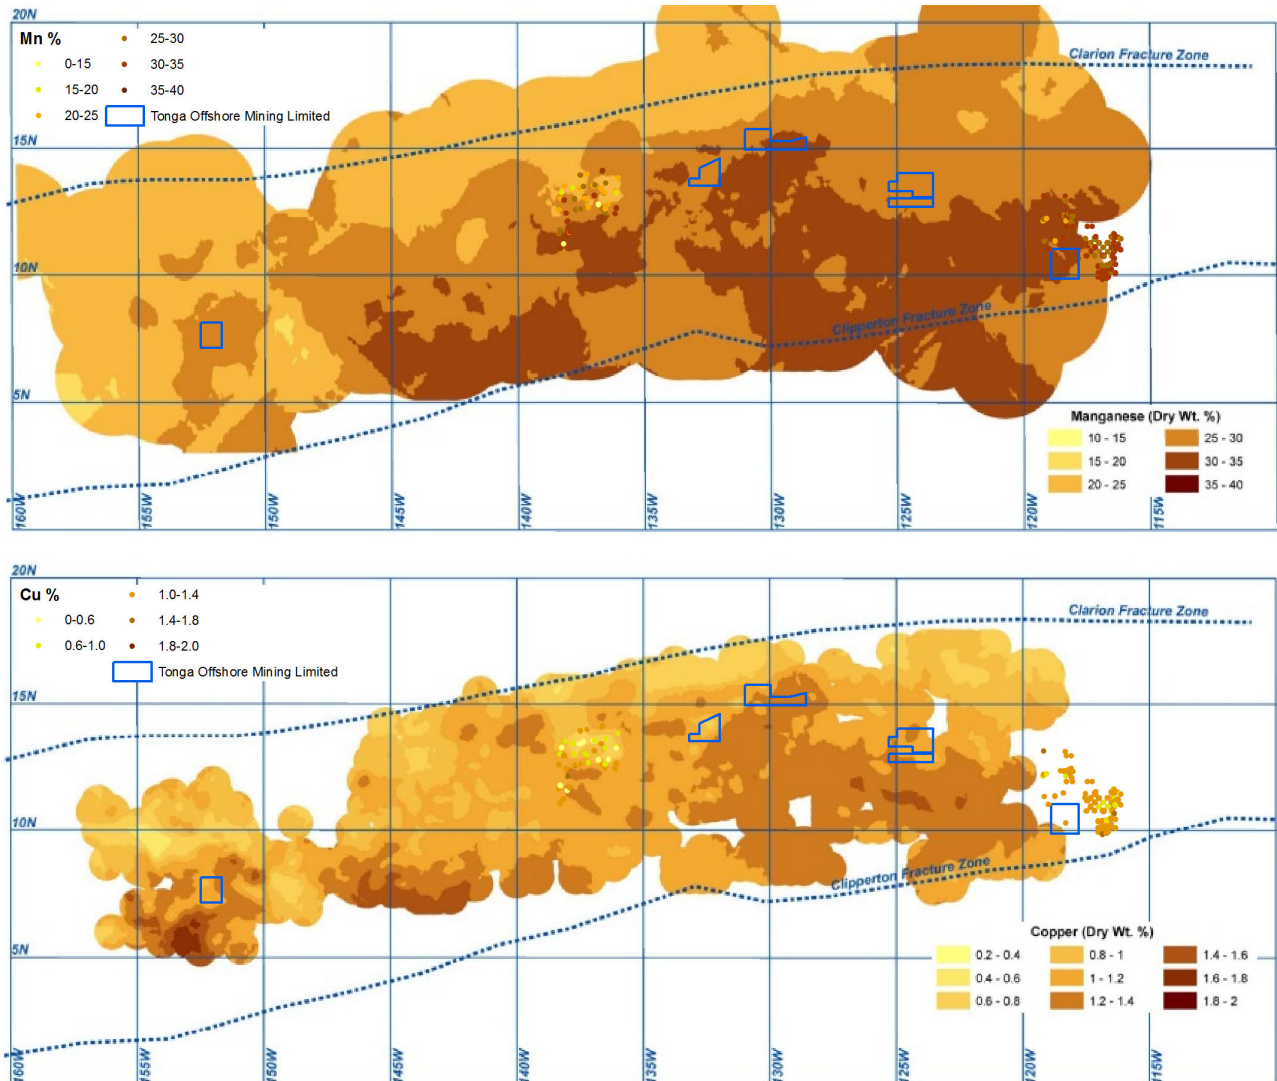 20N
Mn %
25-30
0-15
30-35
15-20
35-40
20-25
Tonga Offshore Mining Limited
Clarion Fracture Zone
15N
10N
Clipperton Fracture Zone
5N
Manganese (Dry Wt. %)
10 - 15
25 - 30
15 - 20
30 - 35
20 - 25
35 - 40
160W
155W
150W
145W
140W
135W
130W
125W
120W
115W
20N
Cu %
1.0-1.4
0-0.6
1.4-1.8
0.6-1.0
1.8-2.0
Tonga Offshore Mining Limited
Clarion Fracture Zone
15N
10N
Clipperton Fracture Zone
5N
Copper (Dry Wt. %)
0.2 - 0.4
0.8 - 1
1.4 - 1.6
0.4 - 0.6
1 - 1.2
1.6 - 1.8
0.6 - 0.8
1.2 - 1.4
1.8 - 2
160W
155W
150W
145W
140W
135W
130W
125W
120W
115W